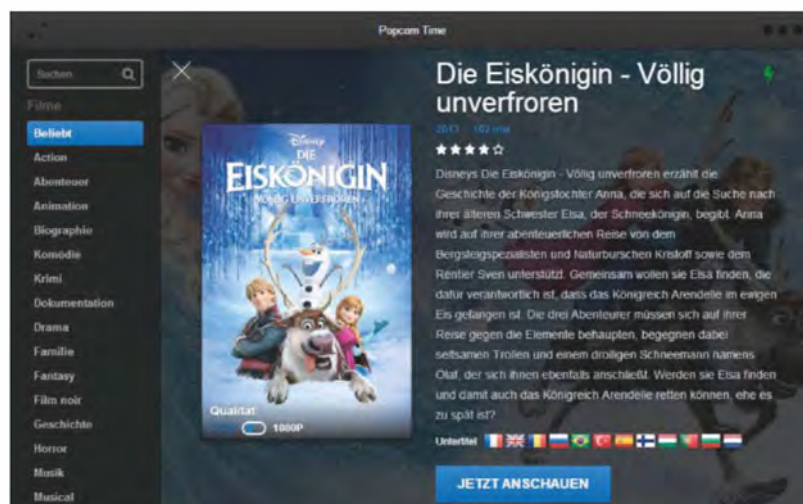 Popcorn Time
Suchen
Filme
Beliebt
Action
Abenteuer
Animation
Biographie
Komödie
Krimi
Dokumentation
Drama
Familie
Fantasy
Film noir
Geschichte
Horror
Musik
Musical
Disney
DIE
EISKÖNIGIN
VÖLLIG UNVERFROREN
Qualität:
1080P
Die Eiskönigin - Völlig
unverfroren
2013 102 min
Disneys Die Eiskönigin - Völlig unverfroren erzählt die
Geschichte der Königstochter Anna, die sich auf die Suche nach
ihrer älteren Schwester Elsa, der Schneekönigin, begibt. Anna
wird auf ihrer abenteuerlichen Reise von dem
Bergsteigspezialisten und Naturburschen Kristoff sowie dem
Rentier Sven unterstützt. Gemeinsam wollen sie Elsa finden, die
dafür verantwortlich ist, dass das Königreich Arendelle im ewigen
Eis gefangen ist. Die drei Abenteurer müssen sich auf ihrer
Reise gegen die Elemente behaupten, begegnen dabei
seltsamen Trollen und einem drolligen Schneemann namens
Olaf, der sich ihnen ebenfalls anschließt. Werden sie Elsa finden
und damit auch das Königreich Arendelle retten können, ehe es
zu spät ist?
Untertitel
JETZT ANSCHAUEN